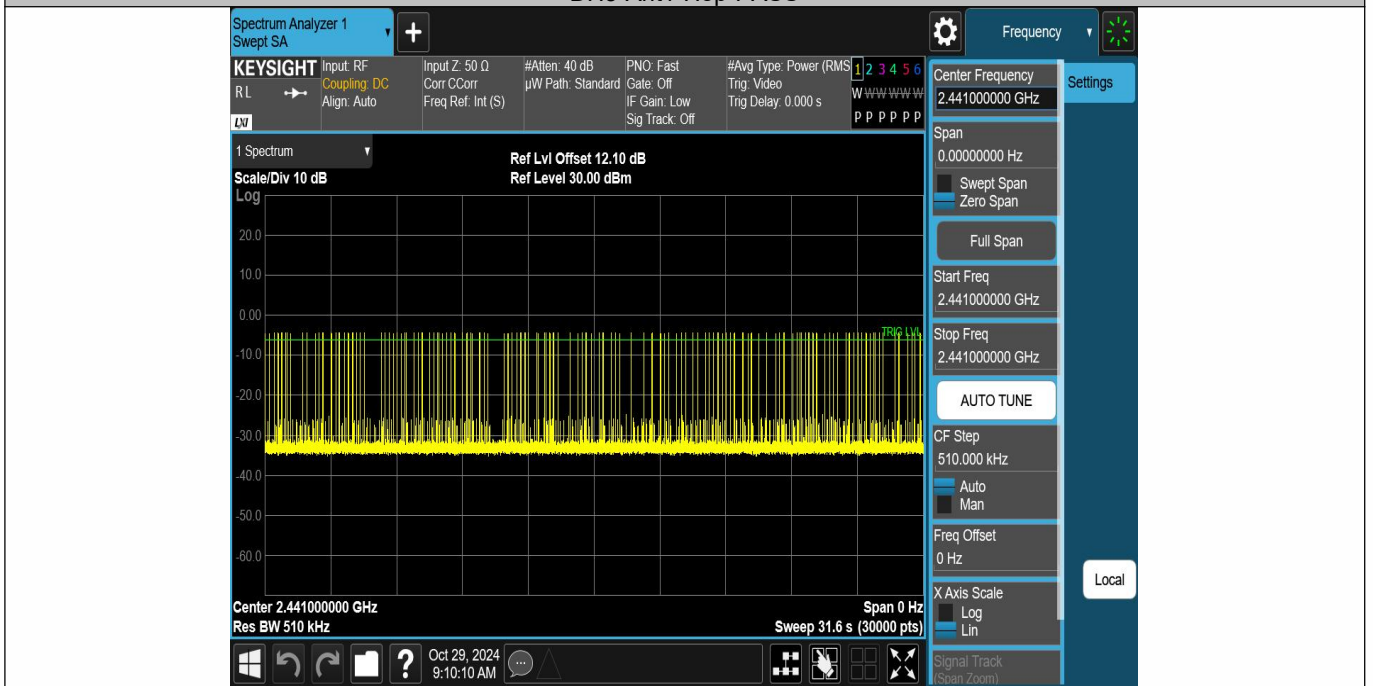 Spectrum Analyzer 1
Swept SA
Frequency
KEYSIGHT
RL
LXI
Input: RF
Coupling: DC
Align: Auto
Input Z: 50 Ω
Corr CCorr
Freq Ref: Int (S)
#Atten: 40 dB
µW Path: Standard
PNO: Fast
Gate: Off
IF Gain: Low
Sig Track: Off
#Avg Type: Power (RMS
Trig: Video
Trig Delay: 0.000 s
1 2 3 4 5 6
W W W W W W
P P P P P P
Center Frequency
2.441000000 GHz
Settings
Span
0.00000000 Hz
Swept Span
Zero Span
Full Span
Start Freq
2.441000000 GHz
Stop Freq
2.441000000 GHz
AUTO TUNE
CF Step
510.000 kHz
Auto
Man
Freq Offset
0 Hz
X Axis Scale
Log
Lin
Signal Track
(Span Zoom)
Local
1 Spectrum
Scale/Div 10 dB
Ref Lvl Offset 12.10 dB
Ref Level 30.00 dBm
Log
20.0
10.0
0.00
TRIG LVL
-10.0
-20.0
-30.0
-40.0
-50.0
-60.0
Center 2.441000000 GHz
Span 0 Hz
Res BW 510 kHz
Sweep 31.6 s (30000 pts)
?
Oct 29, 2024
9:10:10 AM